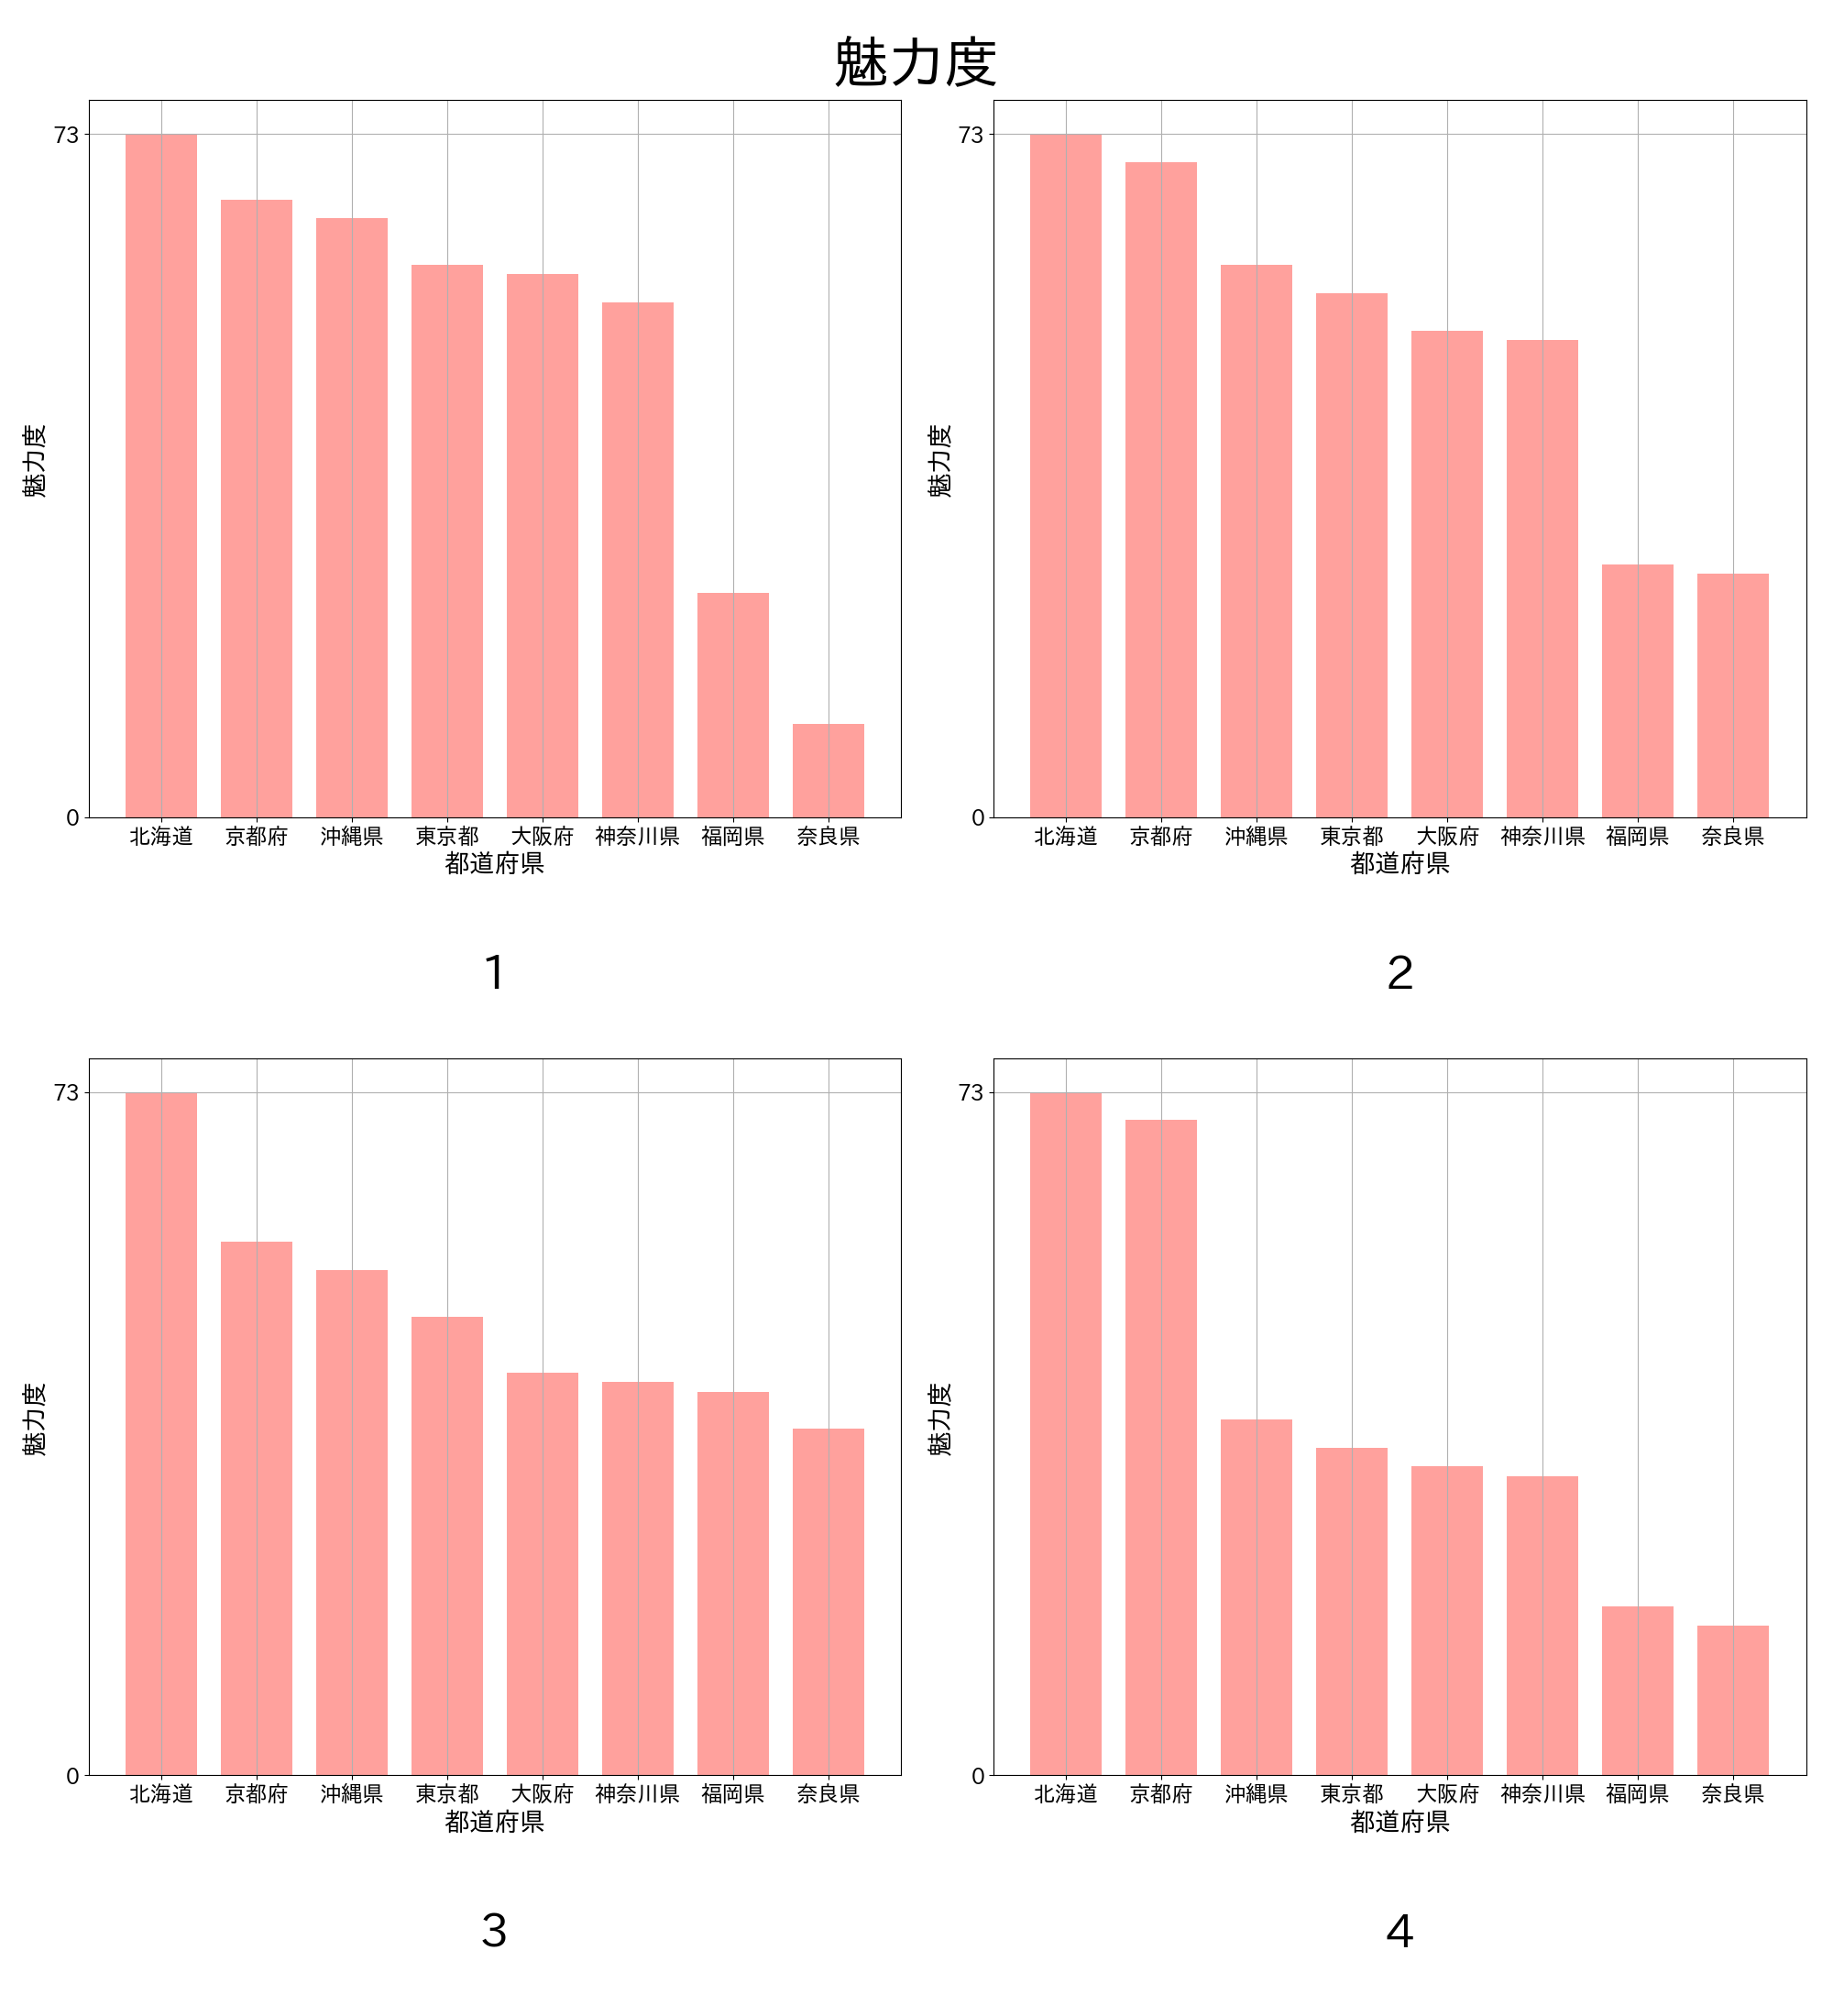 魅力度
73
0
魅力度
北海道 京都府 沖縄県 東京都 大阪府 神奈川県 福岡県 奈良県
都道府県
1
73
0
魅力度
北海道 京都府 沖縄県 東京都 大阪府 神奈川県 福岡県 奈良県
都道府県
2
73
0
魅力度
北海道 京都府 沖縄県 東京都 大阪府 神奈川県 福岡県 奈良県
都道府県
3
73
0
魅力度
北海道 京都府 沖縄県 東京都 大阪府 神奈川県 福岡県 奈良県
都道府県
4